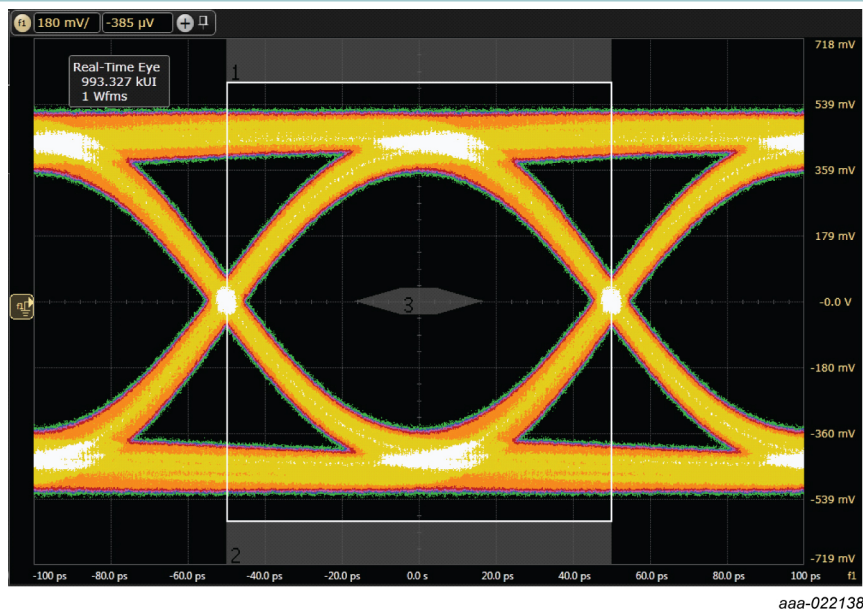 f1 180 mV/ -385 µV +
718 mV
1
Real-Time Eye
993.327 kUI
1 Wfms
539 mV
359 mV
179 mV
3
-0.0 V
-180 mV
-360 mV
-539 mV
2
-719 mV
-100 ps -80.0 ps -60.0 ps -40.0 ps -20.0 ps 0.0 s 20.0 ps 40.0 ps 60.0 ps 80.0 ps 100 ps f1
aaa-022138